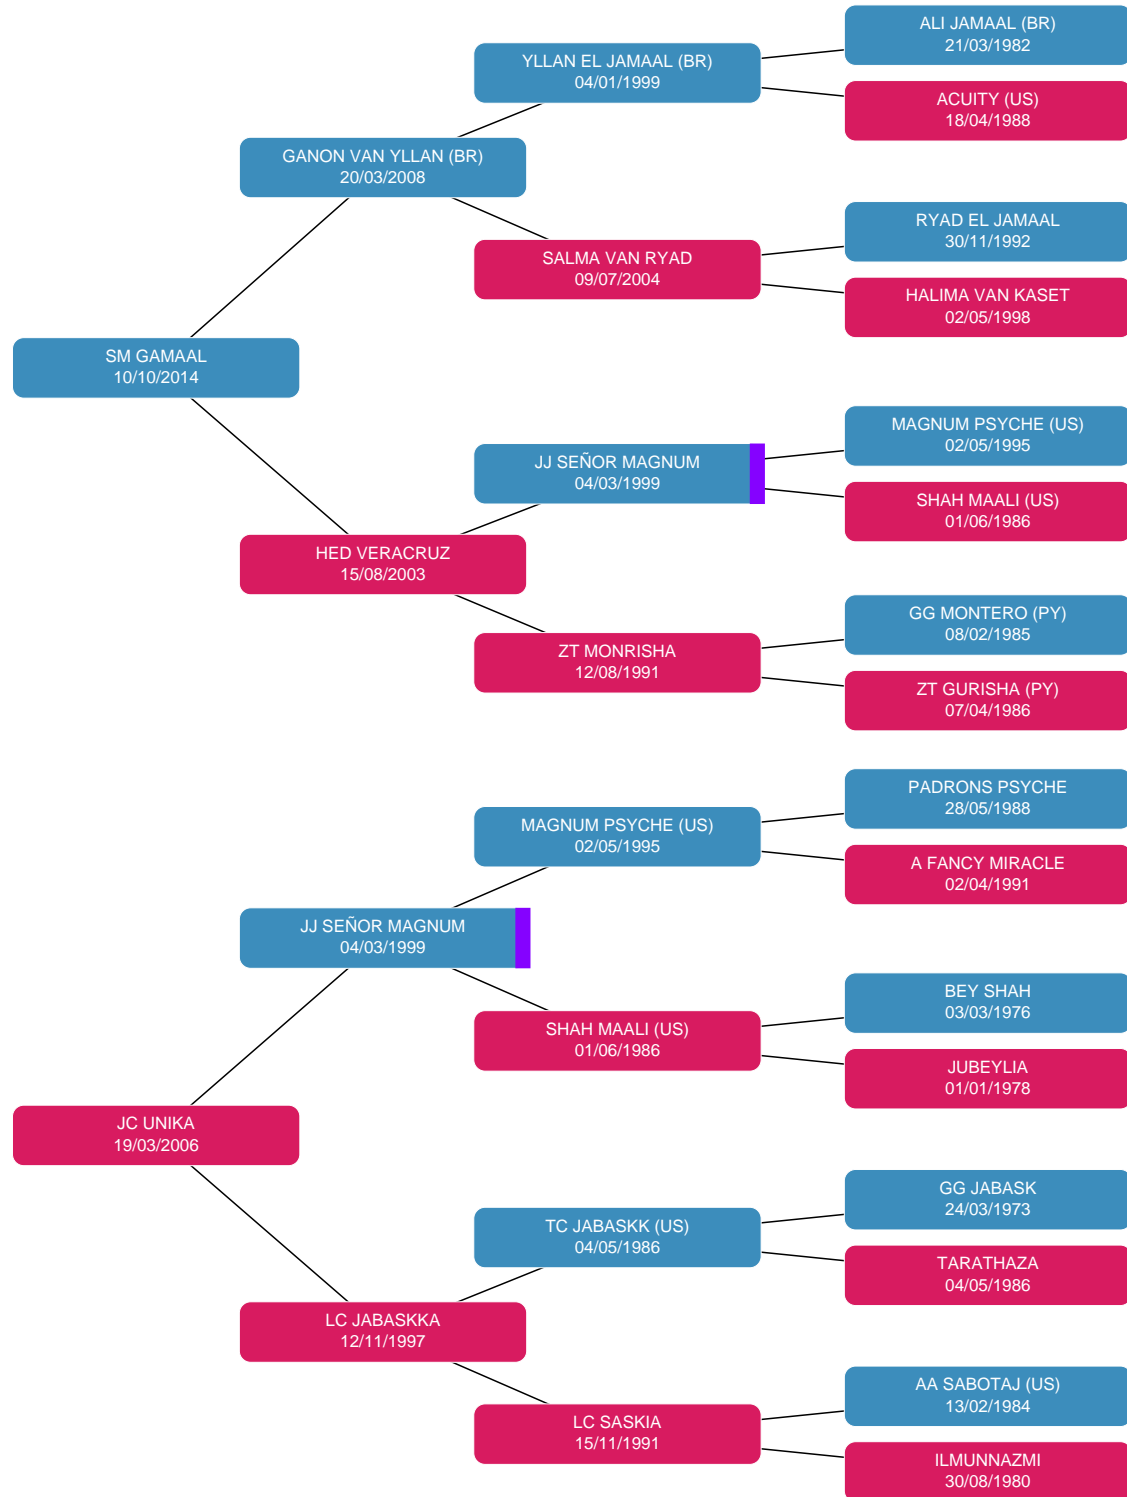 ALI JAMAAL (BR)
21/03/1982
YLLAN EL JAMAAL (BR)
04/01/1999
ACUITY (US)
18/04/1988
GANON VAN YLLAN (BR)
20/03/2008
RYAD EL JAMAAL
30/11/1992
SALMA VAN RYAD
09/07/2004
HALIMA VAN KASET
02/05/1998
SM GAMAAL
10/10/2014
MAGNUM PSYCHE (US)
02/05/1995
JJ SEÑOR MAGNUM
04/03/1999
SHAH MAALI (US)
01/06/1986
HED VERACRUZ
15/08/2003
GG MONTERO (PY)
08/02/1985
ZT MONRISHA
12/08/1991
ZT GURISHA (PY)
07/04/1986
PADRONS PSYCHE
28/05/1988
MAGNUM PSYCHE (US)
02/05/1995
A FANCY MIRACLE
02/04/1991
JJ SEÑOR MAGNUM
04/03/1999
BEY SHAH
03/03/1976
SHAH MAALI (US)
01/06/1986
JUBEYLIA
01/01/1978
JC UNIKA
19/03/2006
GG JABASK
24/03/1973
TC JABASKK (US)
04/05/1986
TARATHAZA
04/05/1986
LC JABASKKA
12/11/1997
AA SABOTAJ (US)
13/02/1984
LC SASKIA
15/11/1991
ILMUNNAZMI
30/08/1980